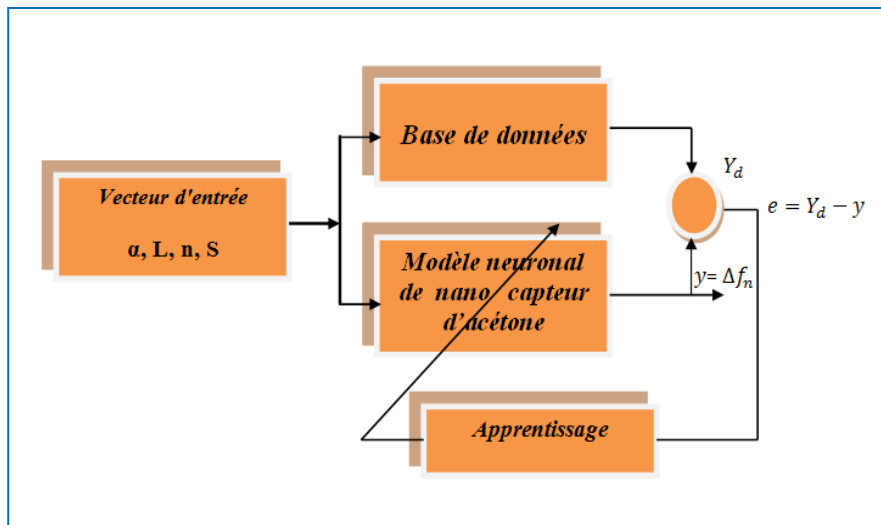 Base de données
Y_d
Vecteur d'entrée
α, L, n, S
e = Y_d − y
Modèle neuronal
de nano capteur
d’acétone
y= Δf_n
Apprentissage